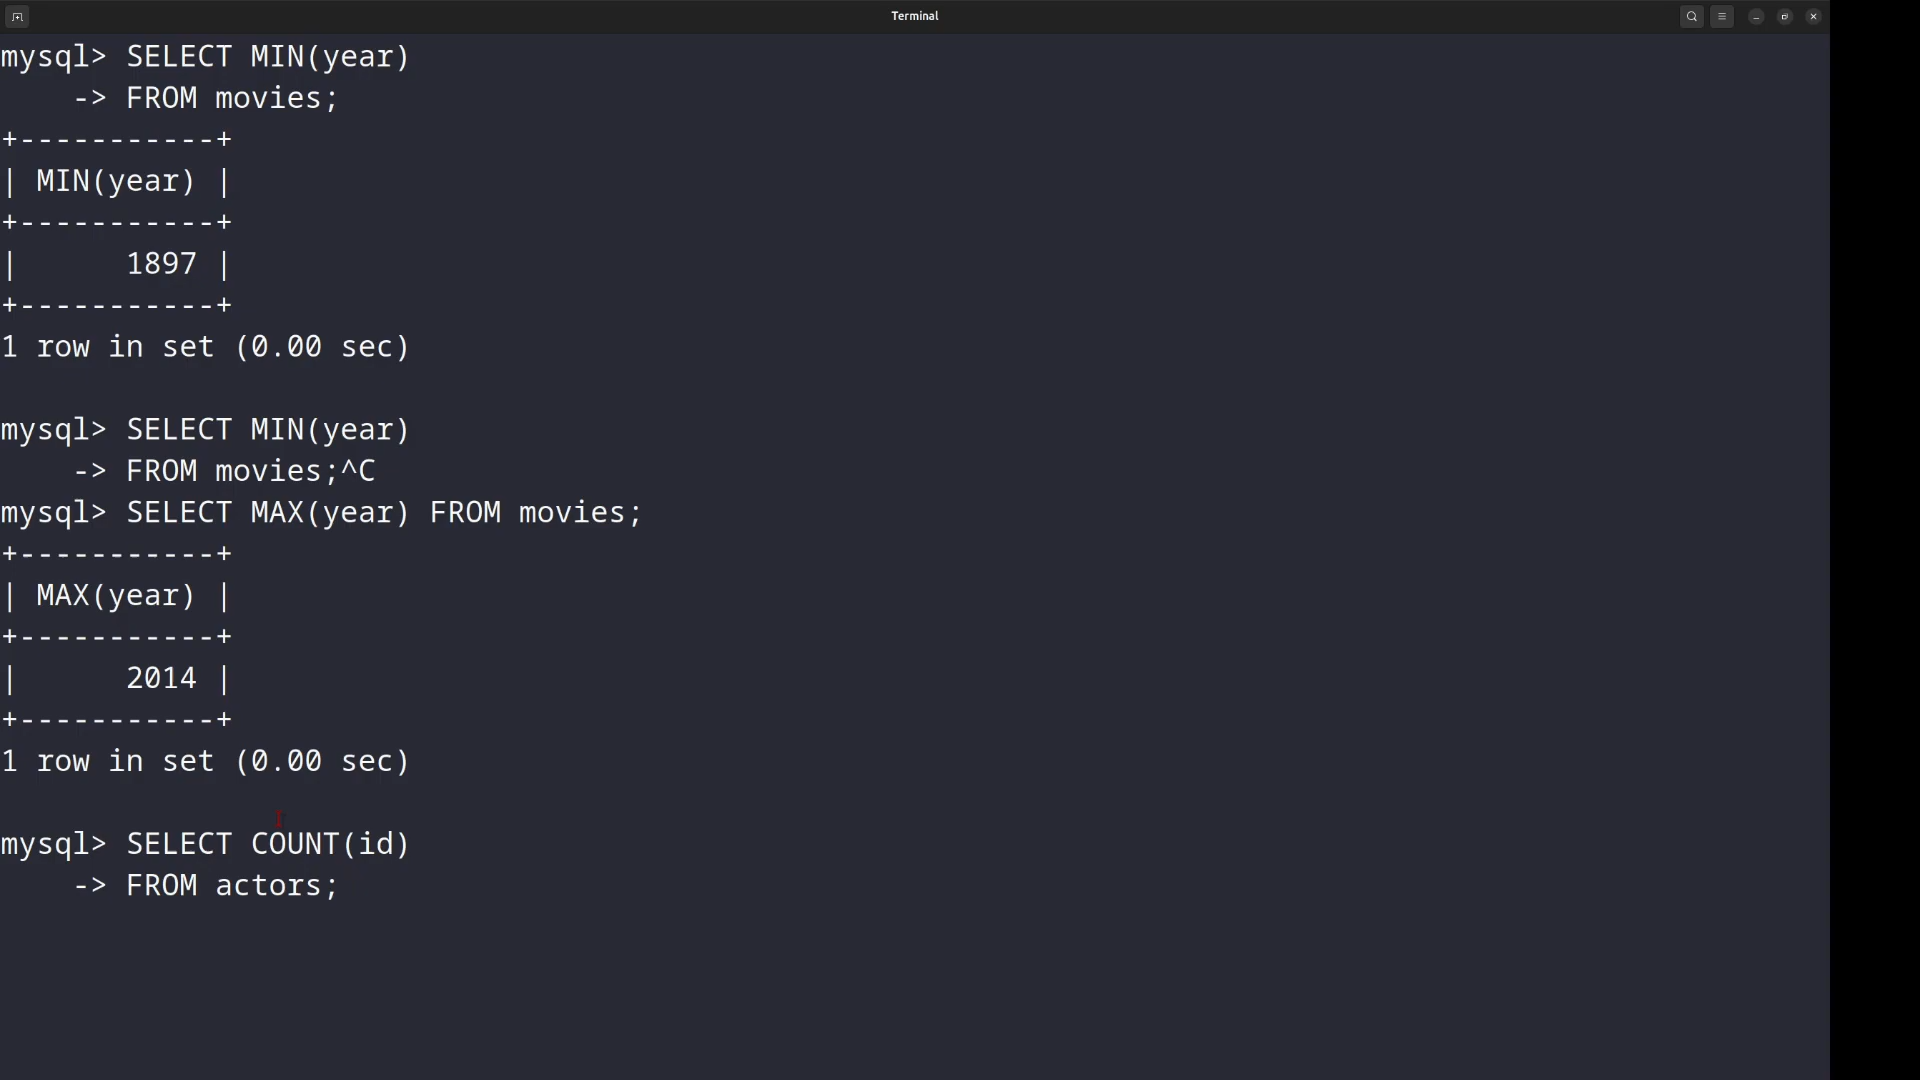 Terminal
mysql> SELECT MIN(year)
    -> FROM movies;
+-----------+
| MIN(year) |
+-----------+
|      1897 |
+-----------+
1 row in set (0.00 sec)

mysql> SELECT MIN(year)
    -> FROM movies;^C
mysql> SELECT MAX(year) FROM movies;
+-----------+
| MAX(year) |
+-----------+
|      2014 |
+-----------+
1 row in set (0.00 sec)

mysql> SELECT COUNT(id)
    -> FROM actors;